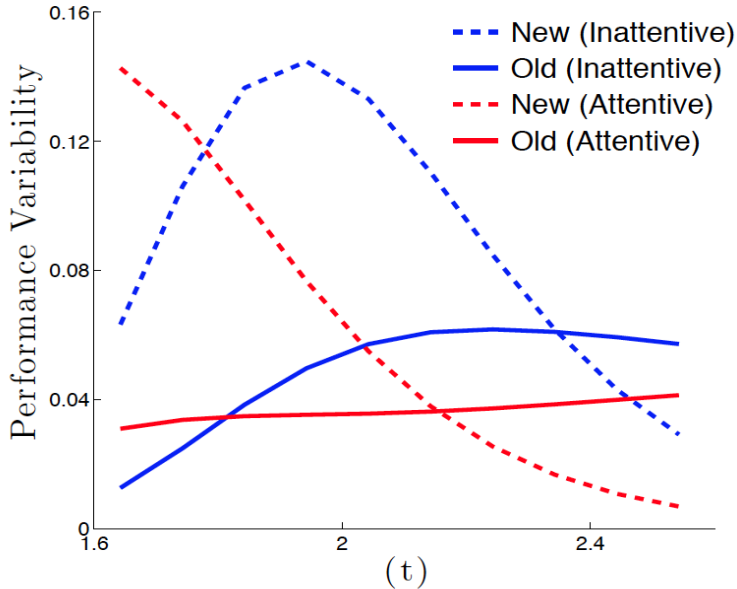 0.16
New (Inattentive)
Old (Inattentive)
New (Attentive)
Old (Attentive)
0.12
0.08
0.04
0
1.6
2
2.4
(t)
Performance Variability